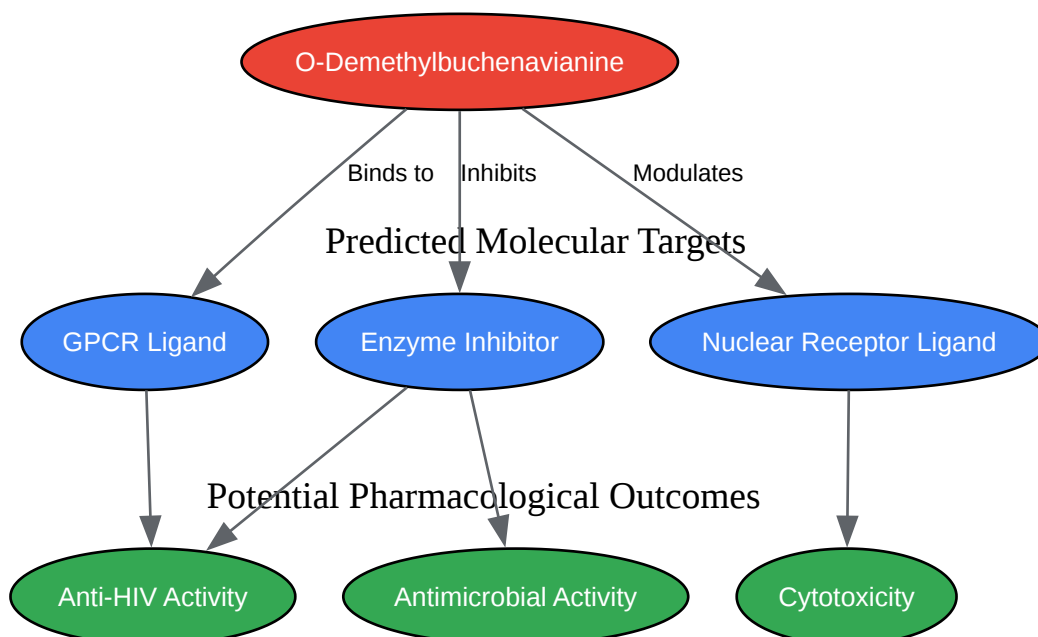 O-Demethylbuchenavianine
Binds to
Inhibits
Modulates
Predicted Molecular Targets
GPCR Ligand
Enzyme Inhibitor
Nuclear Receptor Ligand
Potential Pharmacological Outcomes
Anti-HIV Activity
Antimicrobial Activity
Cytotoxicity